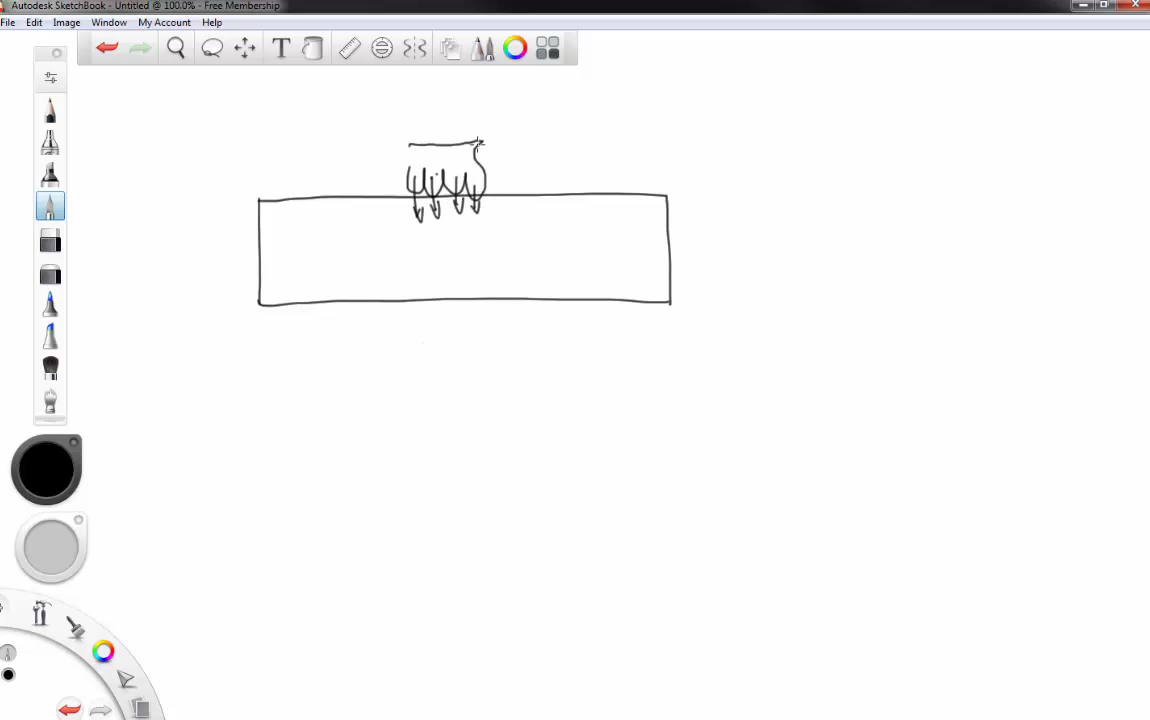 Autodesk SketchBook - Untitled @ 100.0% - Free Membership
File Edit Image Window My Account Help
T